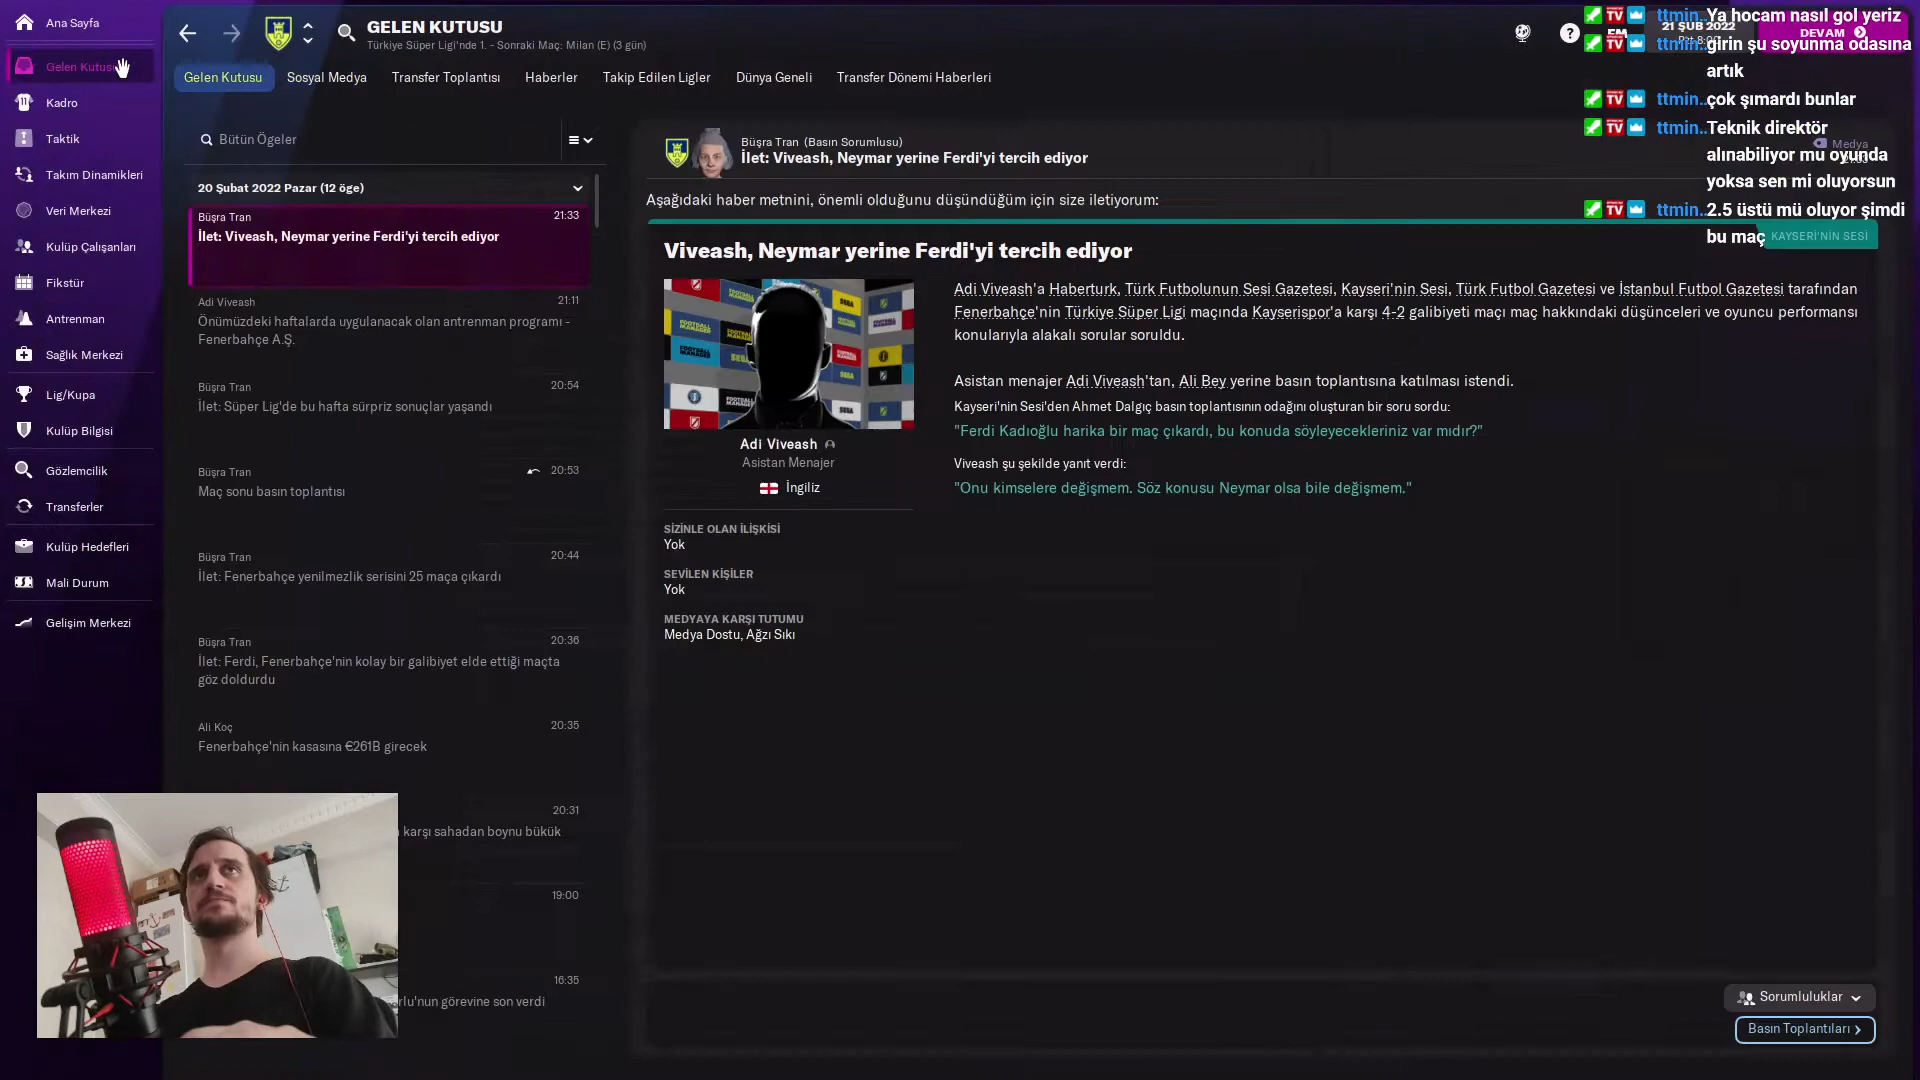 Ana Sayfa
Gelen Kutusu
Kadro
Taktik
Takım Dinamikleri
Veri Merkezi
Kulüp Çalışanları
Fikstür
Antrenman
Sağlık Merkezi
Lig/Kupa
Kulüp Bilgisi
Gözlemcilik
Transferler
Kulüp Hedefleri
Mali Durum
Gelişim Merkezi
GELEN KUTUSU
Türkiye Süper Ligi'nde 1. - Sonraki Maç: Milan (E) (3 gün)
21 ŞUB 2022
DEVAM
Gelen Kutusu Sosyal Medya Transfer Toplantısı Haberler Takip Edilen Ligler Dünya Geneli Transfer Dönemi Haberleri
Bütün Ögeler
20 Şubat 2022 Pazar (12 öge)
Büşra Tran 21:33
İlet: Viveash, Neymar yerine Ferdi'yi tercih ediyor
Adi Viveash 21:11
Önümüzdeki haftalarda uygulanacak olan antrenman programı -
Fenerbahçe A.Ş.
Büşra Tran 20:54
İlet: Süper Lig'de bu hafta sürpriz sonuçlar yaşandı
Büşra Tran 20:53
Maç sonu basın toplantısı
Büşra Tran 20:44
İlet: Fenerbahçe yenilmezlik serisini 25 maça çıkardı
Büşra Tran 20:36
İlet: Ferdi, Fenerbahçe'nin kolay bir galibiyet elde ettiği maçta
göz doldurdu
Ali Koç 20:35
Fenerbahçe'nin kasasına €261B girecek
20:31
karşı sahadan boynu bükük
19:00
16:35
görevine son verdi
Büşra Tran (Basın Sorumlusu)
İlet: Viveash, Neymar yerine Ferdi'yi tercih ediyor
Medya
Aşağıdaki haber metnini, önemli olduğunu düşündüğüm için size iletiyorum:
KAYSERİ'NİN SESİ
Viveash, Neymar yerine Ferdi'yi tercih ediyor
Adi Viveash
Asistan Menajer
İngiliz
SİZİNLE OLAN İLİŞKİSİ
Yok
SEVİLEN KİŞİLER
Yok
MEDYAYA KARŞI TUTUMU
Medya Dostu, Ağzı Sıkı
Adi Viveash'a Haberturk, Türk Futbolunun Sesi Gazetesi, Kayseri'nin Sesi, Türk Futbol Gazetesi ve İstanbul Futbol Gazetesi tarafından
Fenerbahçe'nin Türkiye Süper Ligi maçında Kayserispor'a karşı 4-2 galibiyeti maçı maç hakkındaki düşünceleri ve oyuncu performansı
konularıyla alakalı sorular soruldu.
Asistan menajer Adi Viveash'tan, Ali Bey yerine basın toplantısına katılması istendi.
Kayseri'nin Sesi'den Ahmet Dalgıç basın toplantısının odağını oluşturan bir soru sordu:
"Ferdi Kadıoğlu harika bir maç çıkardı, bu konuda söyleyecekleriniz var mıdır?"
Viveash şu şekilde yanıt verdi:
"Onu kimselere değişmem. Söz konusu Neymar olsa bile değişmem."
Sorumluluklar
Basın Toplantıları
TV ttmin.. Ya hocam nasıl gol yeriz
TV ttmin.. girin şu soyunma odasına
artık
TV ttmin.. çok şımardı bunlar
TV ttmin.. Teknik direktör
alınabiliyor mu oyunda
yoksa sen mi oluyorsun
TV ttmin.. 2.5 üstü mü oluyor şimdi
bu maç